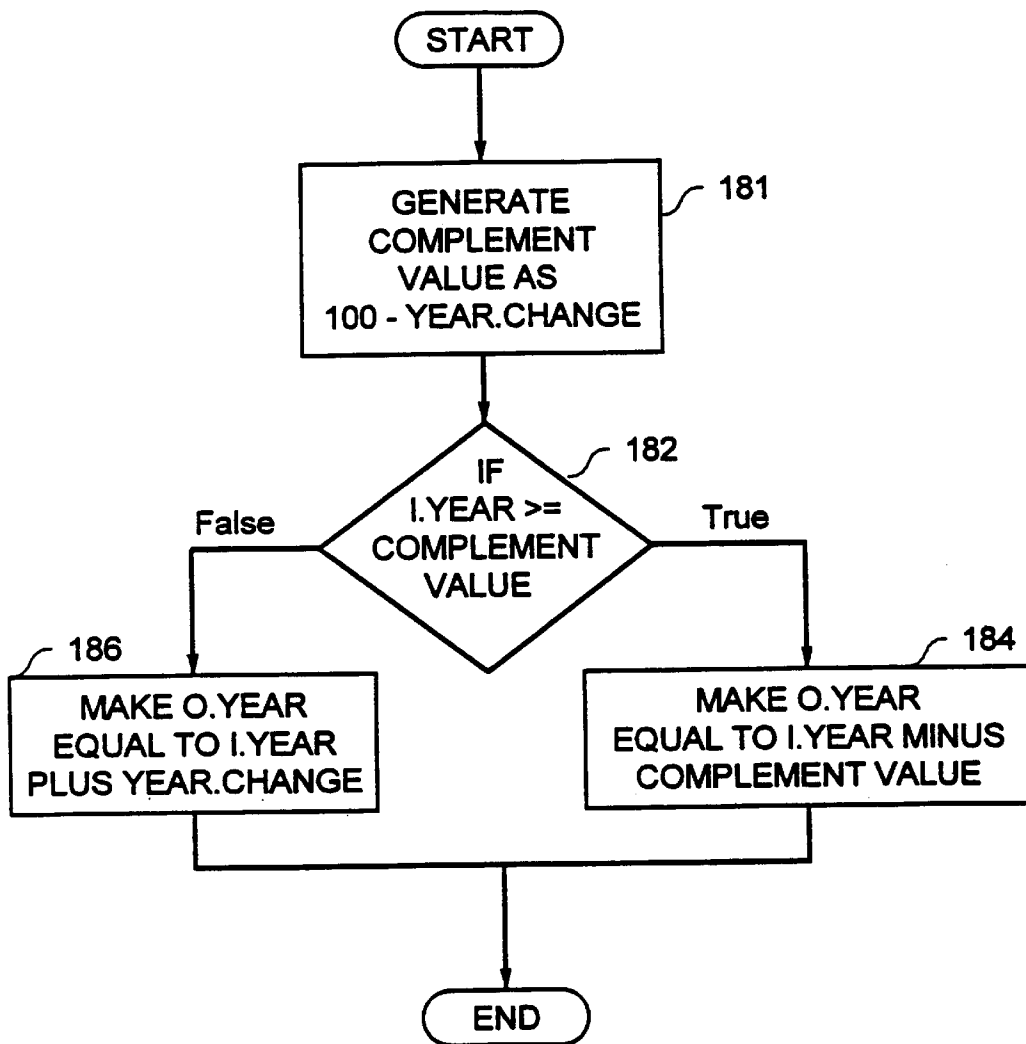 START
181
GENERATE
COMPLEMENT
VALUE AS
100 - YEAR.CHANGE
182
IF
I.YEAR >=
COMPLEMENT
VALUE
False
True
186
MAKE O.YEAR
EQUAL TO I.YEAR
PLUS YEAR.CHANGE
184
MAKE O.YEAR
EQUAL TO I.YEAR MINUS
COMPLEMENT VALUE
END